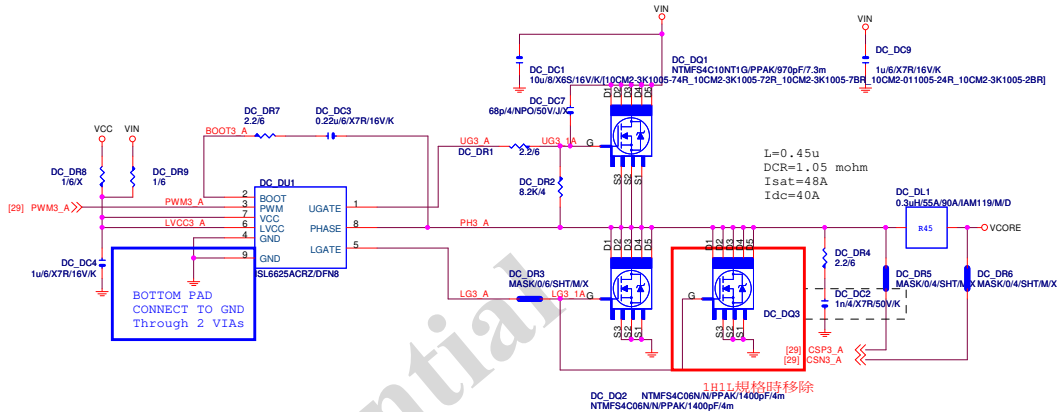 VIN
VIN
DC_DC1
10u/8/X6S/16V/K/[10CM2-3K1005-74R_10CM2-3K1005-72R_10CM2-3K1005-7BR_10CM2-011005-24R_10CM2-3K1005-2BR]
DC_DQ1
NTMFS4C10NT1G/PPAK/970pF/7.3m
DC_DC9
1u/6/X7R/16V/K
DC_DC7
68p/4/NPO/50V/J/X
D1
D2
D3
D4
D5
G
S3
S2
S1
DC_DR7
2.2/6
DC_DC3
0.22u/6/X7R/16V/K
BOOT3_A
VCC
VIN
DC_DR8
1/6/X
DC_DR9
1/6
UG3_A
UG3_1A
DC_DR1
2.2/6
DC_DR2
8.2K/4
L=0.45u
DCR=1.05 mohm
Isat=48A
Idc=40A
DC_DU1
2
BOOT
3
PWM
7
VCC
6
LVCC
4
GND
9
GND
UGATE
1
PHASE
8
LGATE
5
ISL6625ACRZ/DFN8
[29] PWM3_A
PWM3_A
LVCC3_A
PH3_A
DC_DL1
0.3uH/55A/90A/IAM119/M/D
R45
VCORE
DC_DC4
1u/6/X7R/16V/K
BOTTOM PAD
CONNECT TO GND
Through 2 VIAs
DC_DR3
MASK/0/6/SHT/M/X
LG3_A
LG3_1A
D1
D2
D3
D4
D5
G
S3
S2
S1
D1
D2
D3
D4
D5
G
S3
S2
S1
DC_DR4
2.2/6
DC_DC2
1n/4/X7R/50V/K
DC_DQ3
DC_DR5
MASK/0/4/SHT/M/X
DC_DR6
MASK/0/4/SHT/M/X
[29] CSP3_A
[29] CSN3_A
1H1L規格時移除
DC_DQ2
NTMFS4C06N/N/PPAK/1400pF/4m
NTMFS4C06N/N/PPAK/1400pF/4m
ential